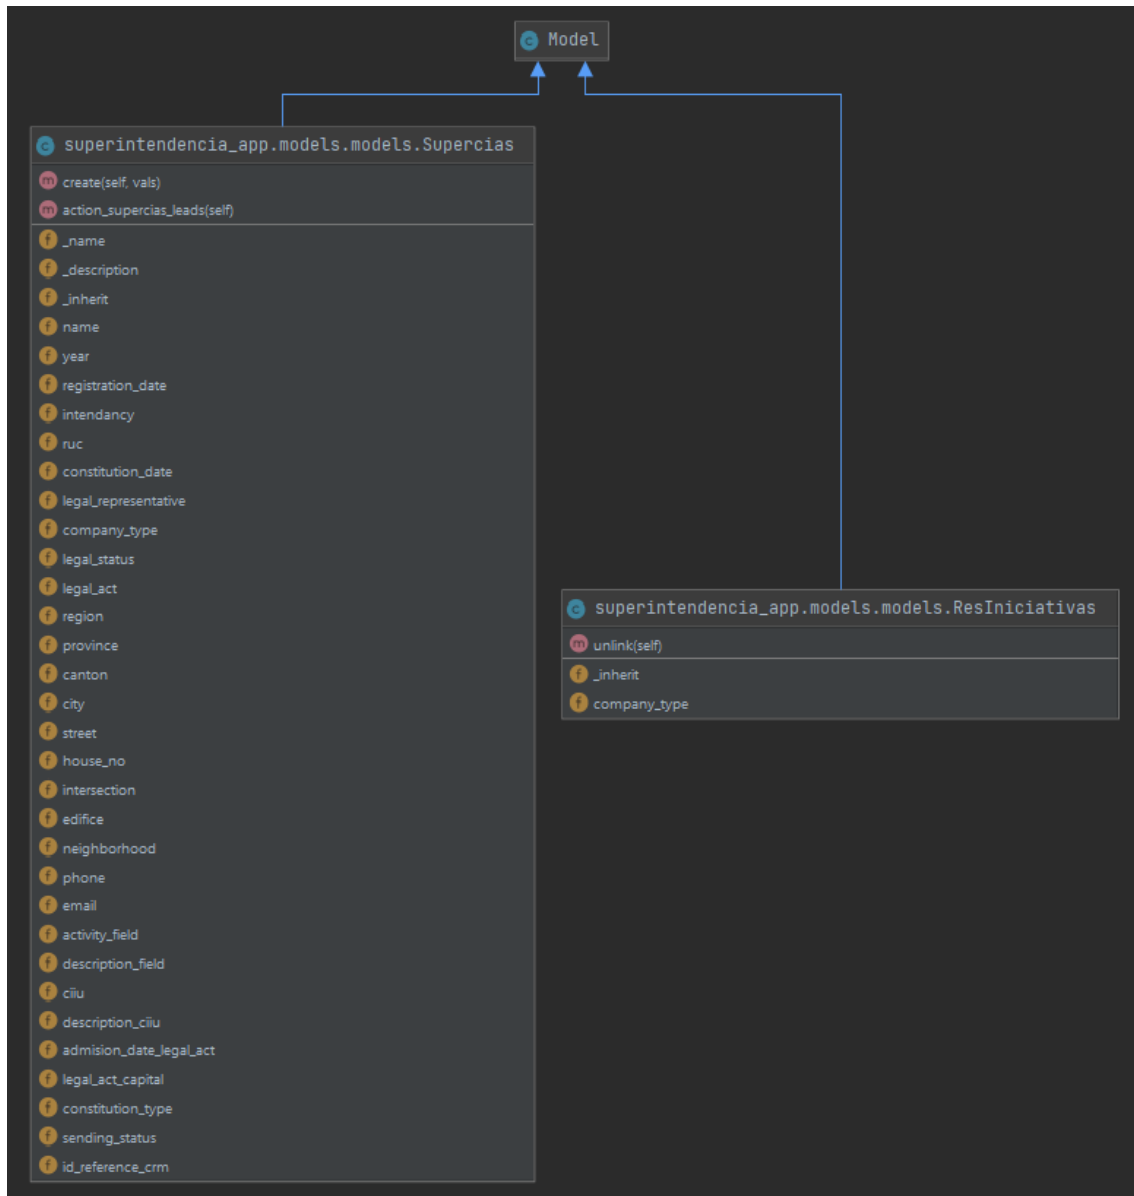 Model
superintendencia_app.models.models.Supercias
create(self, vals)
action_supercias_leads(self)
_name
_description
_inherit
name
year
registration_date
intendancy
ruc
constitution_date
legal_representative
company_type
legal_status
legal_act
region
province
canton
city
street
house_no
intersection
edifice
neighborhood
phone
email
activity_field
description_field
ciiu
description_ciiu
admision_date_legal_act
legal_act_capital
constitution_type
sending_status
id_reference_crm
superintendencia_app.models.models.ResIniciativas
unlink(self)
_inherit
company_type